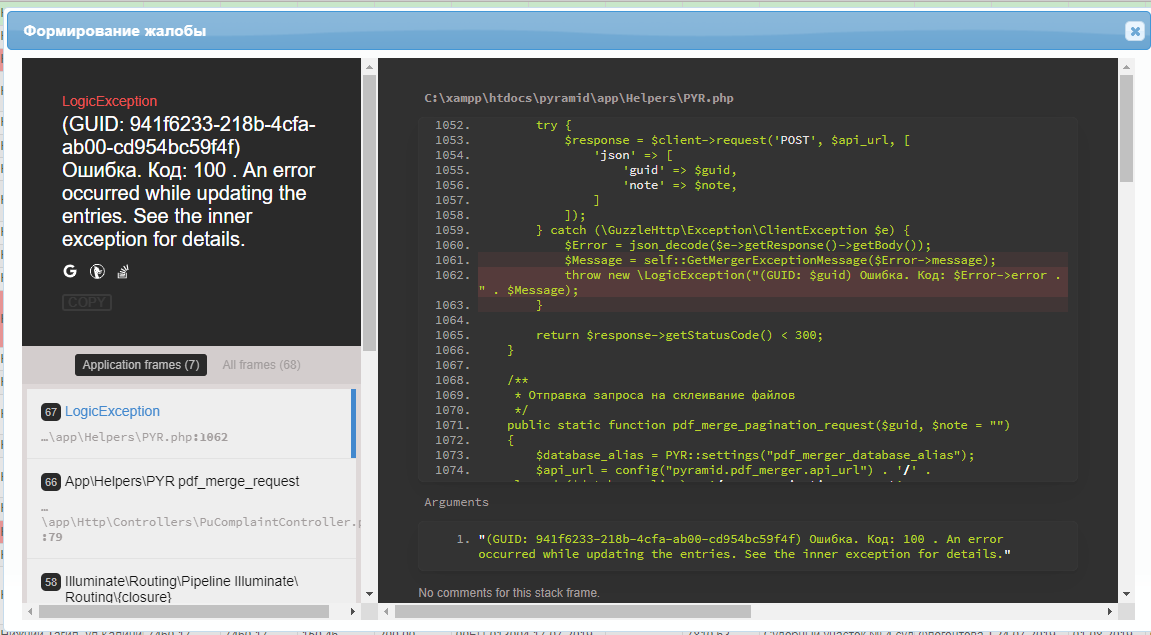 Формирование жалобы
LogicException
(GUID: 941f6233-218b-4cfa-
ab00-cd954bc59f4f)
Ошибка. Код: 100 . An error
occurred while updating the
entries. See the inner
exception for details.
COPY
Application frames (7) All frames (68)
67 LogicException
…\app\Helpers\PYR.php:1062
66 App\Helpers\PYR pdf_merge_request
…
\app\Http\Controllers\PuComplaintController.p
:79
58 Illuminate\Routing\Pipeline Illuminate\
Routing\{closure}
C:\xampp\htdocs\pyramid\app\Helpers\PYR.php
1052. try {
1053. $response = $client->request('POST', $api_url, [
1054. 'json' => [
1055. 'guid' => $guid,
1056. 'note' => $note,
1057. ]
1058. ]);
1059. } catch (\GuzzleHttp\Exception\ClientException $e) {
1060. $Error = json_decode($e->getResponse()->getBody());
1061. $Message = self::GetMergerExceptionMessage($Error->message);
1062. throw new \LogicException("(GUID: $guid) Ошибка. Код: $Error->error .
" . $Message);
1063. }
1064.
1065. return $response->getStatusCode() < 300;
1066. }
1067.
1068. /**
1069. * Отправка запроса на склеивание файлов
1070. */
1071. public static function pdf_merge_pagination_request($guid, $note = "")
1072. {
1073. $database_alias = PYR::settings("pdf_merger_database_alias");
1074. $api_url = config("pyramid.pdf_merger.api_url") . '/' .
Arguments
1. "(GUID: 941f6233-218b-4cfa-ab00-cd954bc59f4f) Ошибка. Код: 100 . An error
occurred while updating the entries. See the inner exception for details."
No comments for this stack frame.